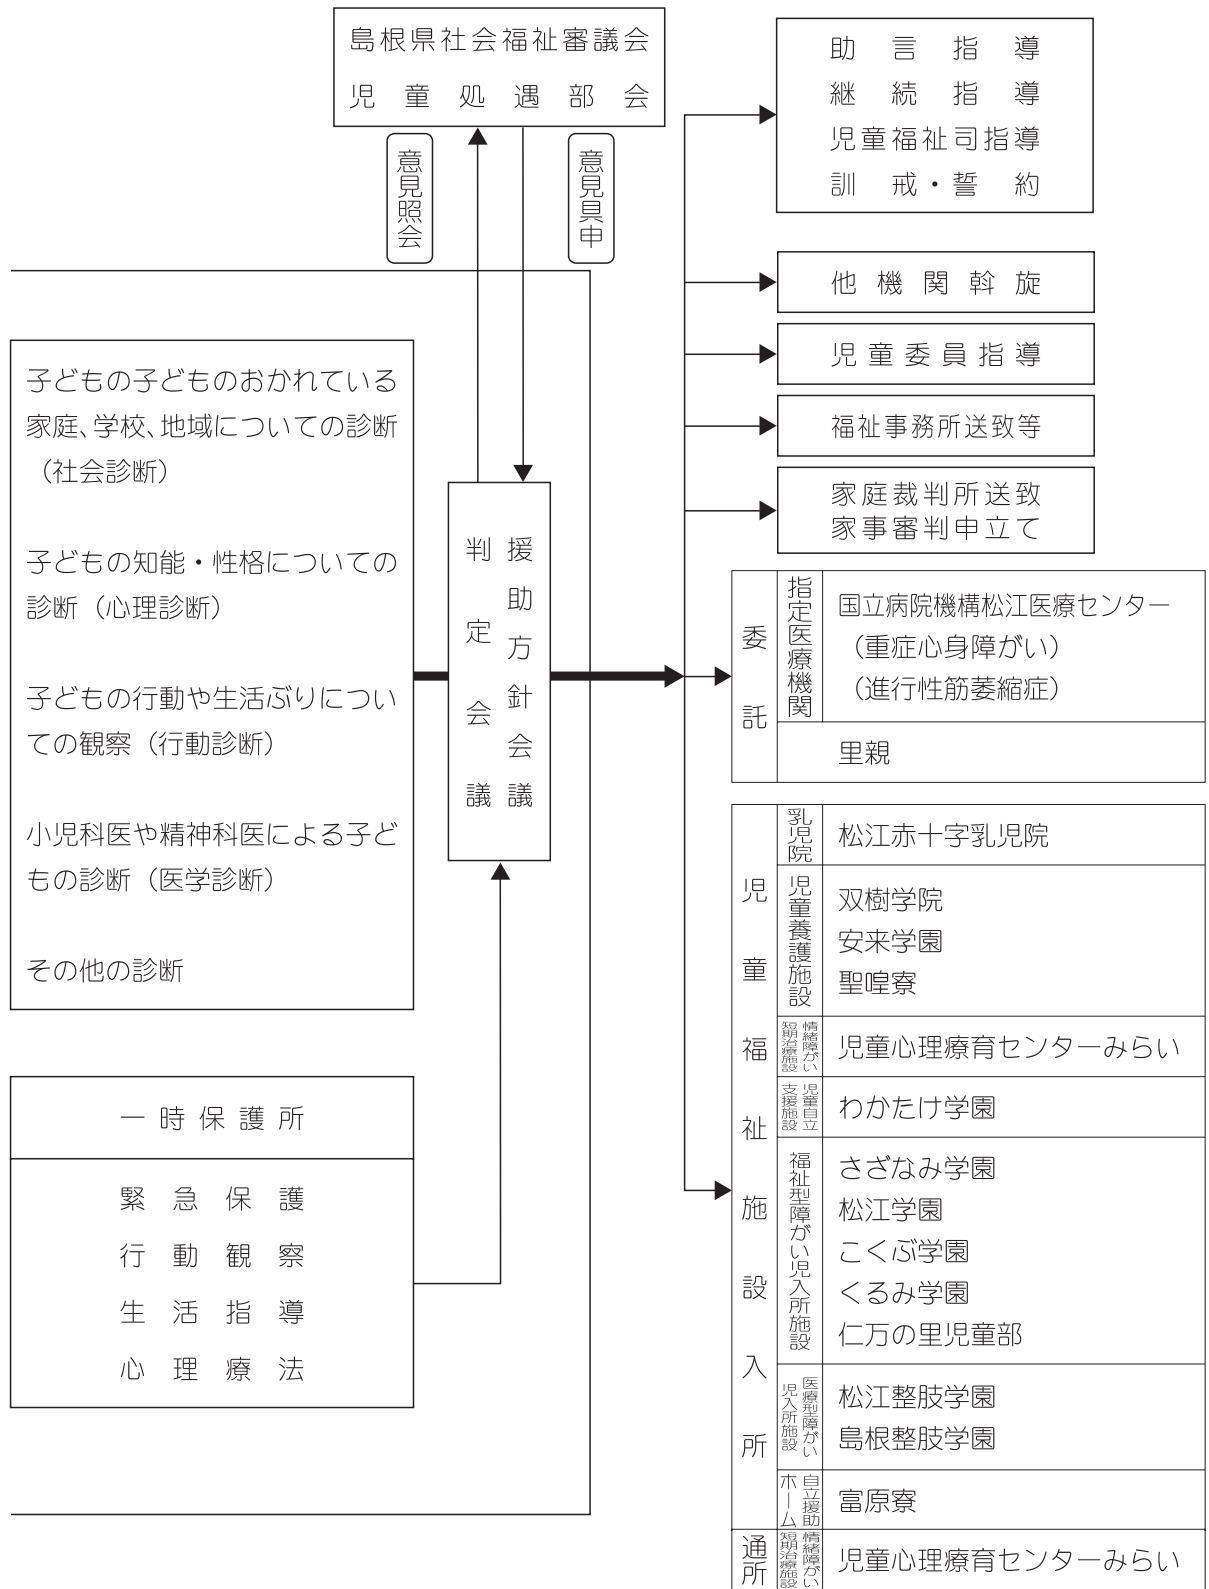 島根県社会福祉審議会
児童処遇部会
意見照会
意見具申
子どもの子どものおかれている
家庭、学校、地域についての診断
(社会診断)
子どもの知能・性格についての
診断(心理診断)
子どもの行動や生活ぶりについ
ての観察(行動診断)
小児科医や精神科医による子ど
もの診断(医学診断)
その他の診断
一時保護所
緊急保護
行動観察
生活指導
心理療法
援助方針会議
判定会議
助言指導
継続指導
児童福祉司指導
訓戒・誓約
他機関斡旋
児童委員指導
福祉事務所送致等
家庭裁判所送致
家事審判申立て
委託
指定医療機関
国立病院機構松江医療センター
(重症心身障がい)
(進行性筋萎縮症)
里親
児童福祉施設入所
乳児院
松江赤十字乳児院
児童養護施設
双樹学院
安来学園
聖喤寮
情緒障がい
短期治療施設
児童心理療育センターみらい
児童自立
支援施設
わかたけ学園
福祉型障がい児入所施設
さざなみ学園
松江学園
こくぶ学園
くるみ学園
仁万の里児童部
医療型障がい
児入所施設
松江整肢学園
島根整肢学園
自立援助
ホーム
富原寮
通所
情緒障がい
短期治療施設
児童心理療育センターみらい